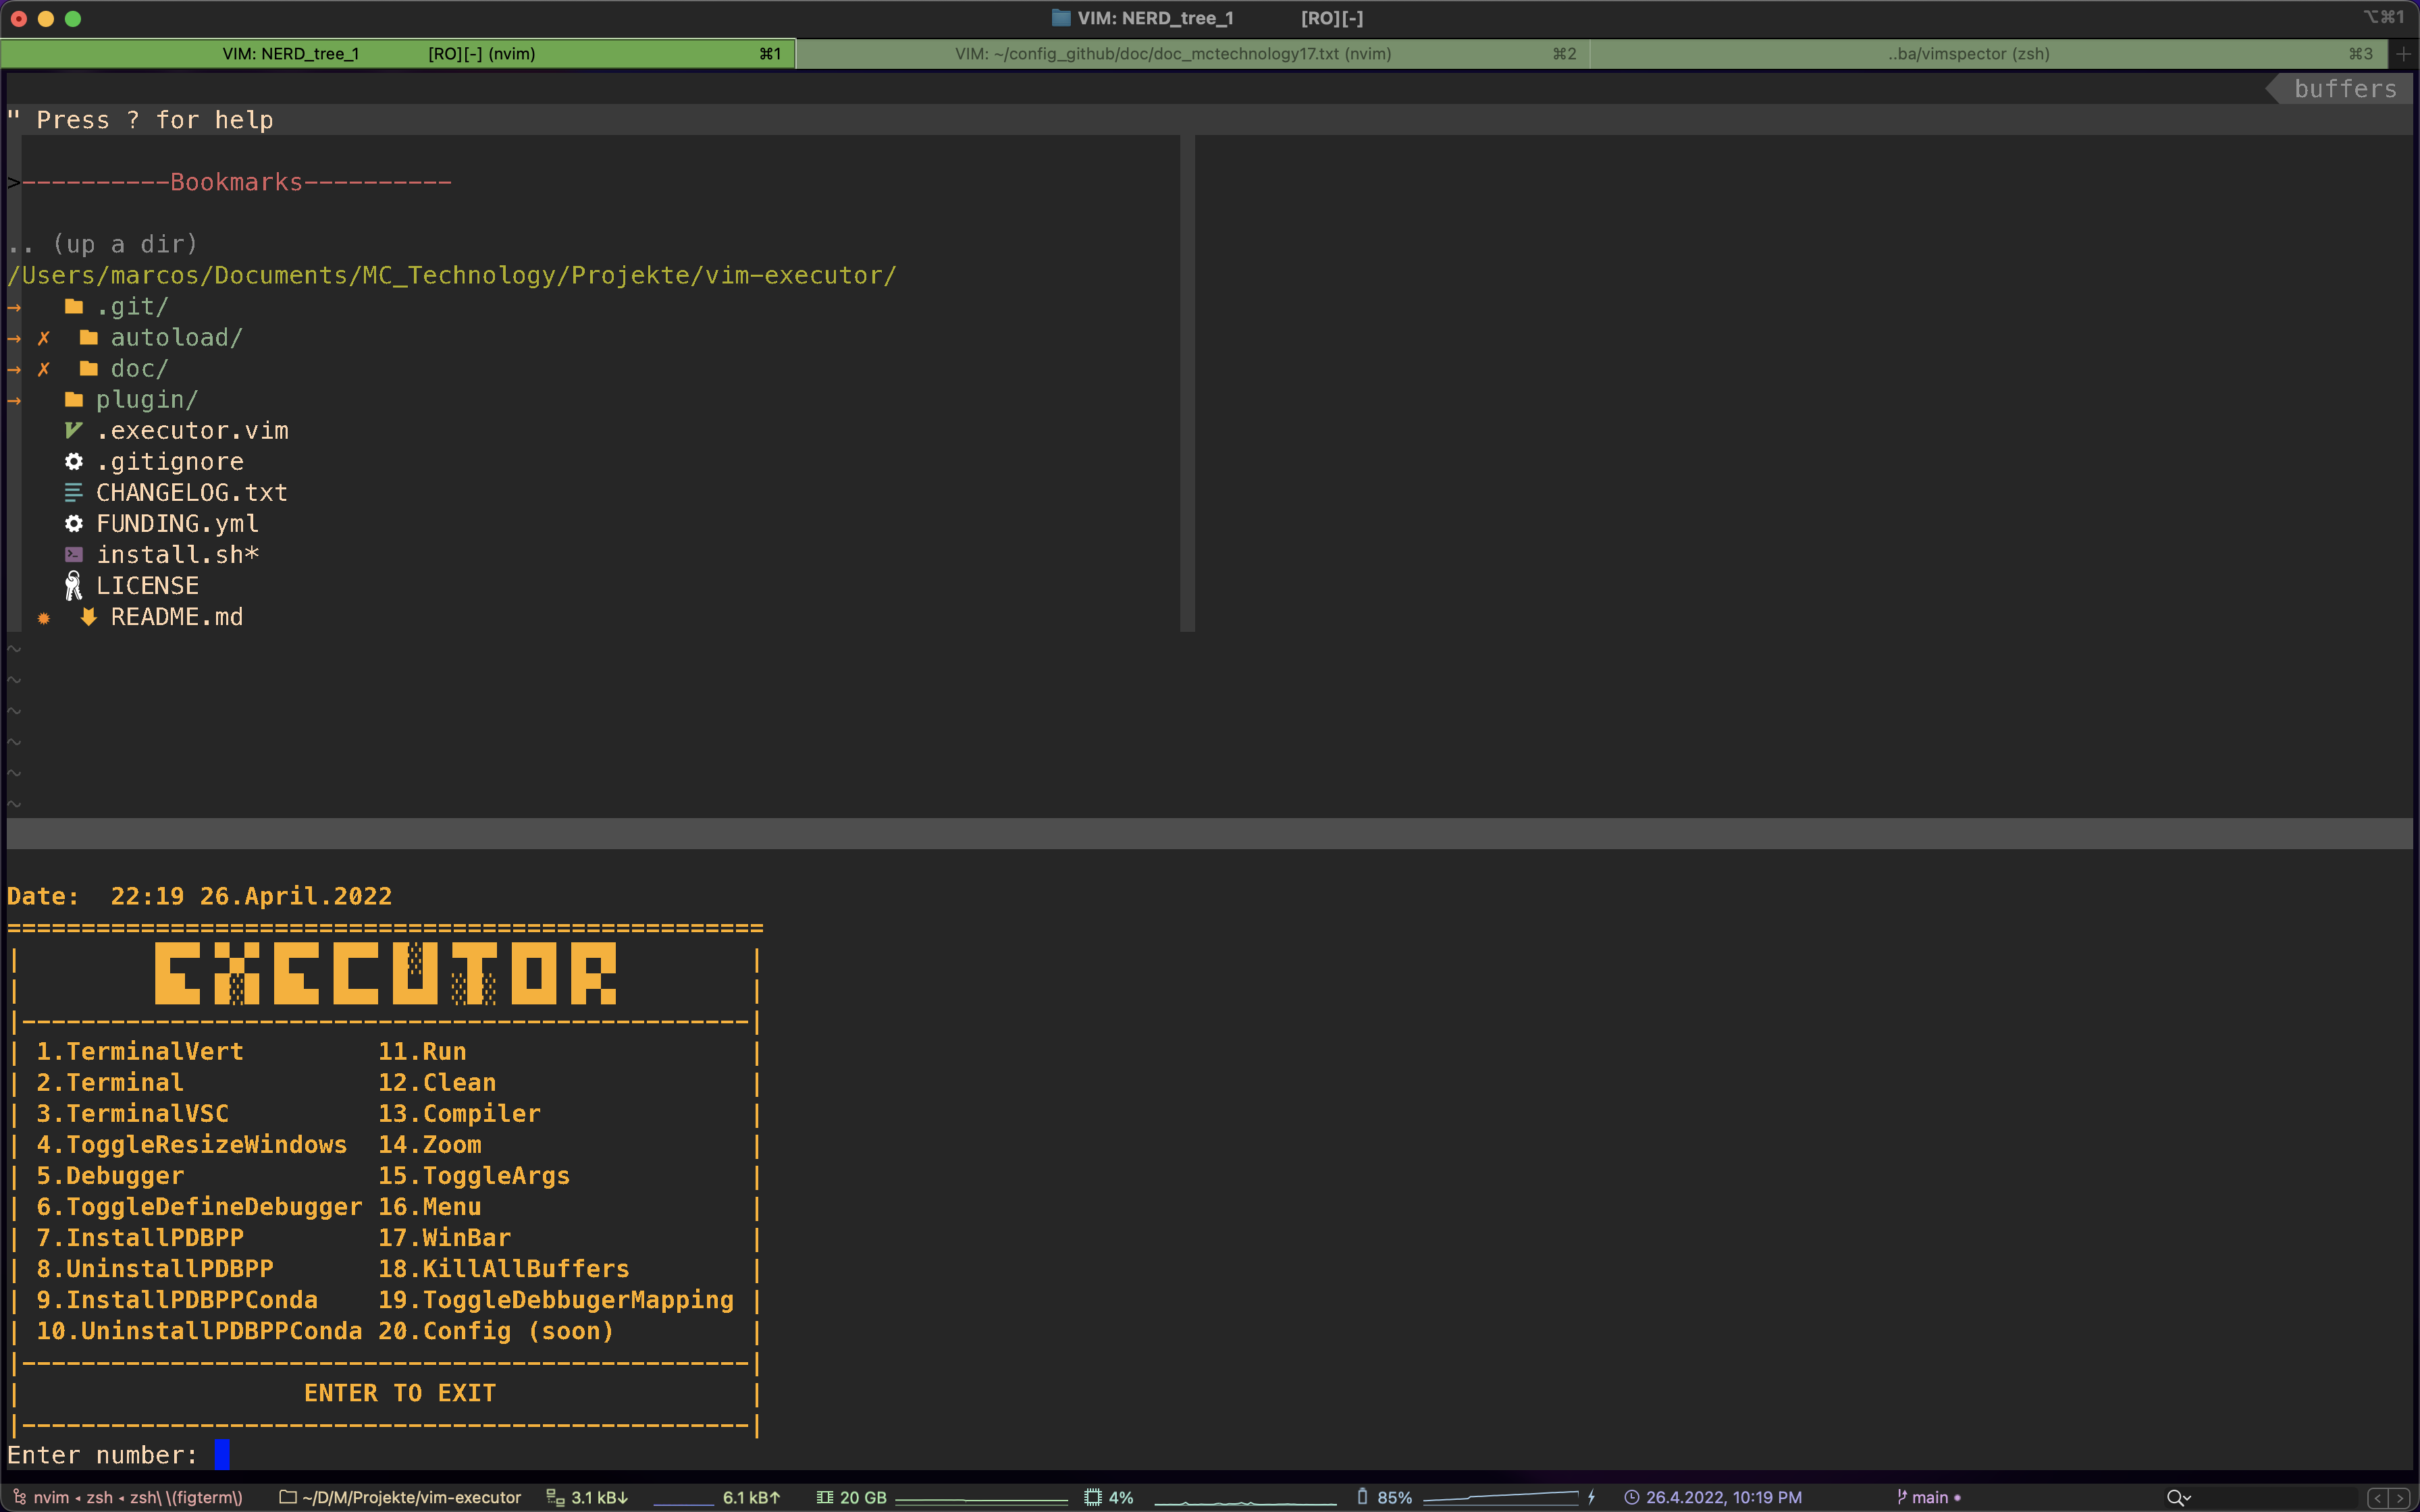 VIM: NERD_tree_1 [RO][-] ⌥⌘1
VIM: NERD_tree_1 [RO][-] (nvim) ⌘1 VIM: ~/config_github/doc/doc_mctechnology17.txt (nvim) ⌘2 ..ba/vimspector (zsh) ⌘3 +
buffers
" Press ? for help
>----------Bookmarks----------
.. (up a dir)
/Users/marcos/Documents/MC_Technology/Projekte/vim-executor/
→ .git/
→ ✗ autoload/
→ ✗ doc/
→ plugin/
.executor.vim
.gitignore
CHANGELOG.txt
FUNDING.yml
install.sh*
LICENSE
README.md
~
~
~
~
~
~
Date: 22:19 26.April.2022
===================================================
EXECUTOR
|-------------------------------------------------|
| 1.TerminalVert 11.Run |
| 2.Terminal 12.Clean |
| 3.TerminalVSC 13.Compiler |
| 4.ToggleResizeWindows 14.Zoom |
| 5.Debugger 15.ToggleArgs |
| 6.ToggleDefineDebugger 16.Menu |
| 7.InstallPDBPP 17.WinBar |
| 8.UninstallPDBPP 18.KillAllBuffers |
| 9.InstallPDBPPConda 19.ToggleDebbugerMapping |
| 10.UninstallPDBPPConda 20.Config (soon) |
|-------------------------------------------------|
| ENTER TO EXIT |
|-------------------------------------------------|
Enter number:
nvim ◂ zsh ◂ zsh\ \(figterm\) ~/D/M/Projekte/vim-executor 3.1 kB↓ 6.1 kB↑ 20 GB 4% 85% 26.4.2022, 10:19 PM main •